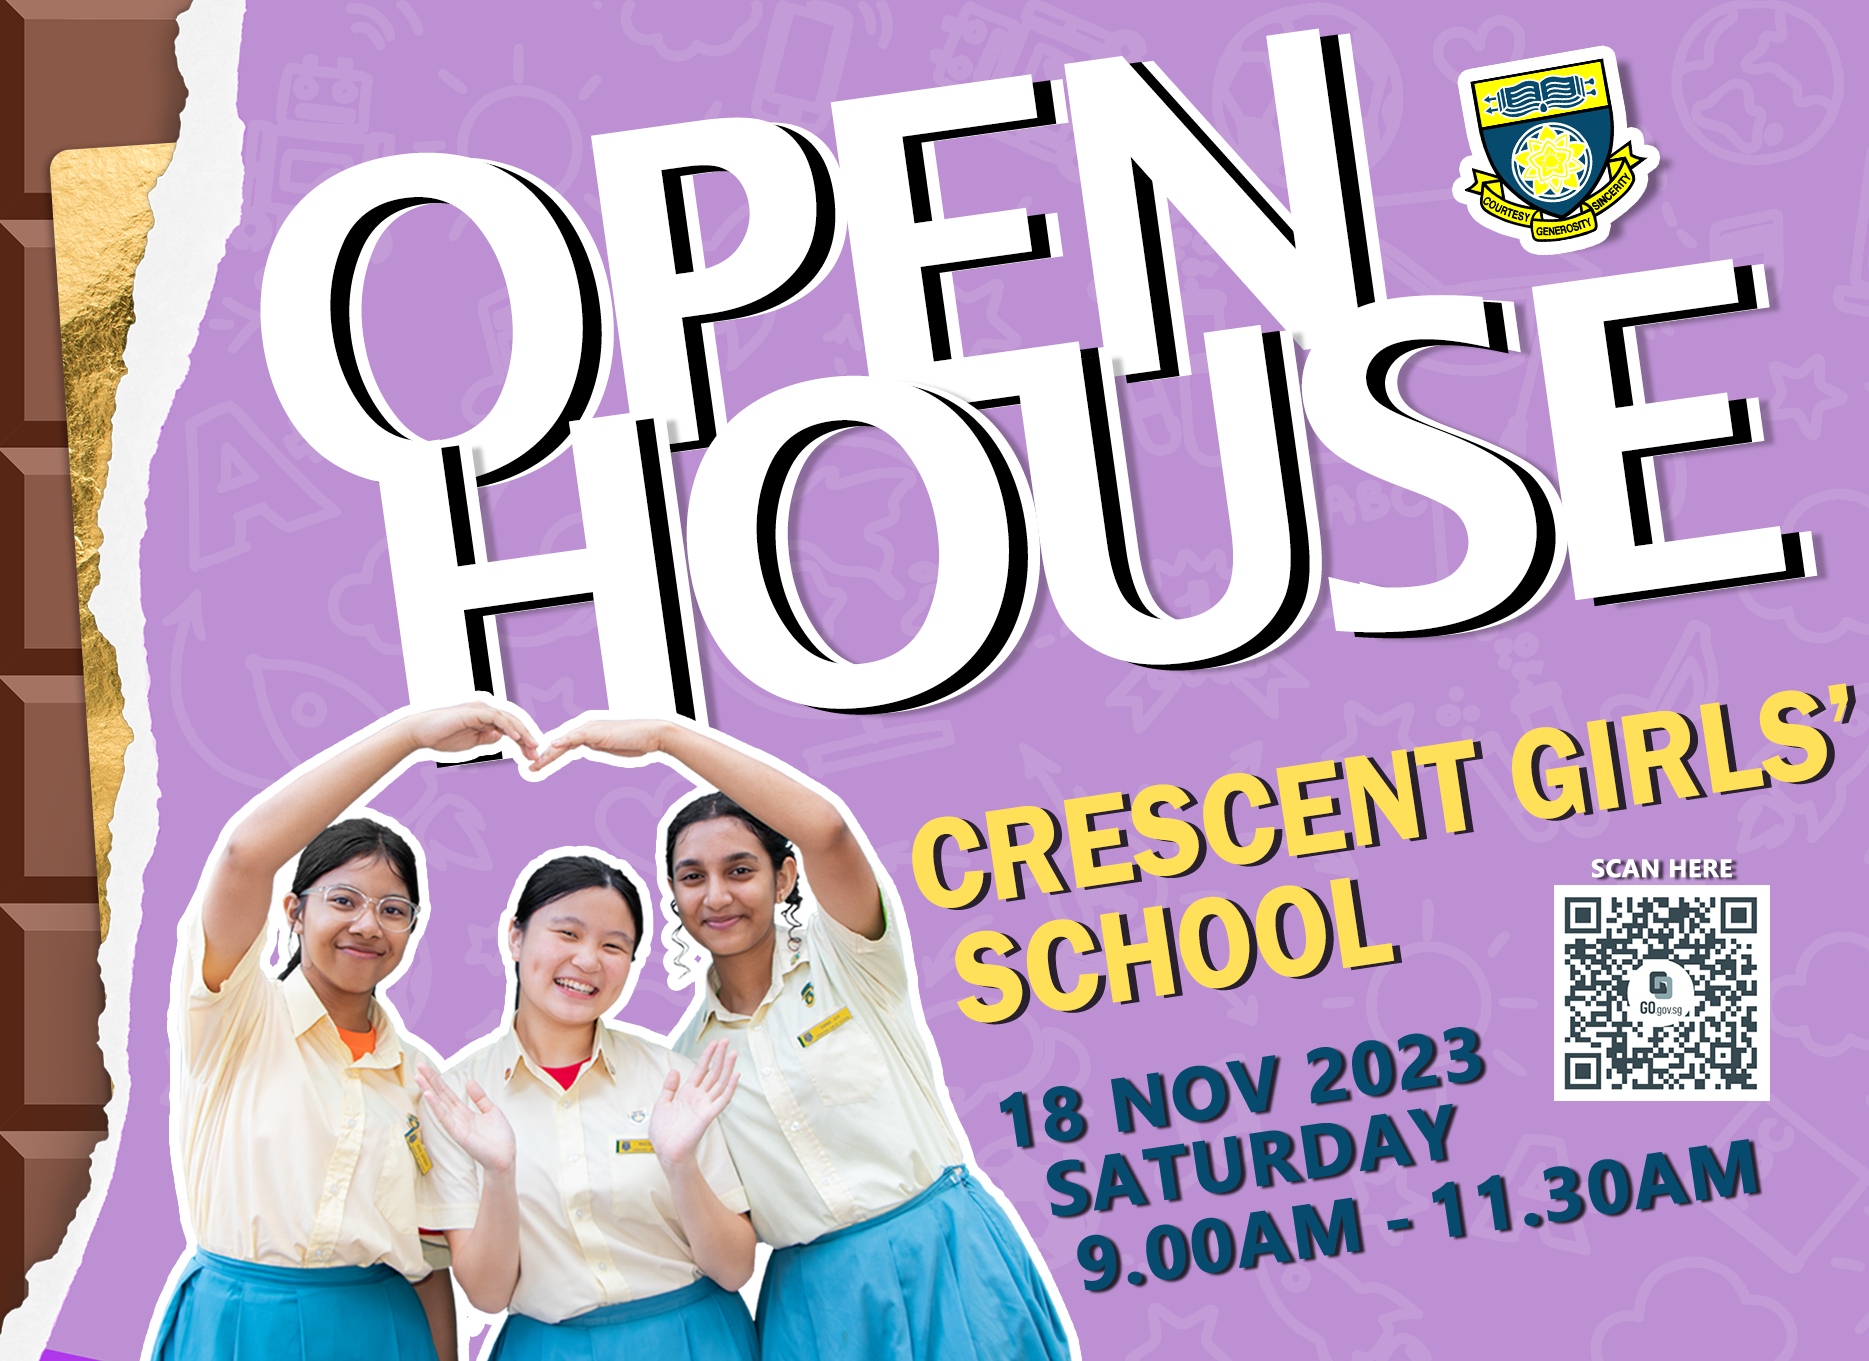 OPEN
HOUSE
COURTESY
GENEROSITY
SINCERITY
CRESCENT GIRLS’
SCHOOL
SCAN HERE
GO.gov.sg
18 NOV 2023
SATURDAY
9.00AM - 11.30AM